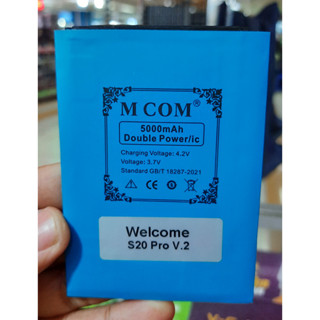 M COM®
5000mAh
Double Power/ic
Charging Voltage: 4.2V
Voltage: 3.7V
Standard GB/T 18287-2021
Welcome
S20 Pro V.2